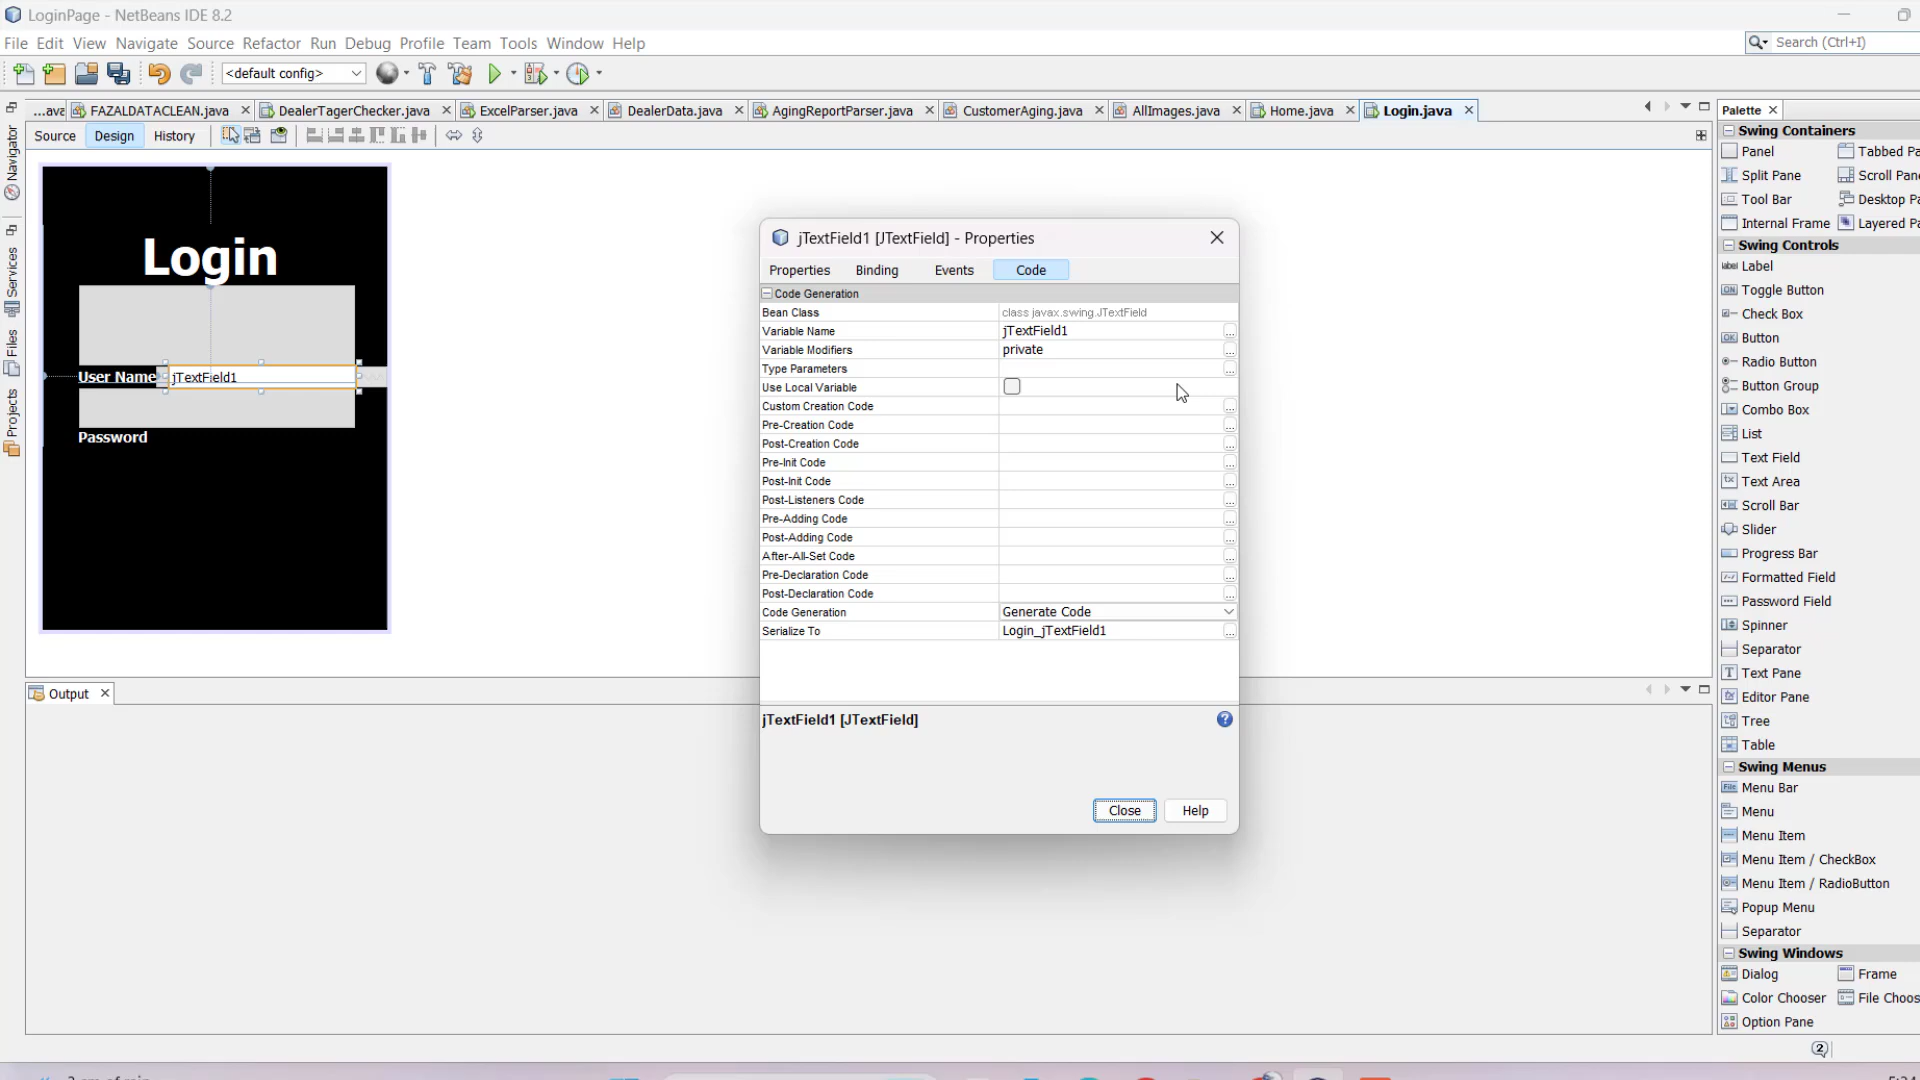 LoginPage - NetBeans IDE 8.2
File Edit View Navigate Source Refactor Run Debug Profile Team Tools Window Help
Search (Ctrl+I)
<default config>
...ava FAZALDATACLEAN.java DealerTagerChecker.java ExcelParser.java DealerData.java AgingReportParser.java CustomerAging.java AllImages.java Home.java Login.java
Source Design History
Navigator
Services
Files
Projects
Login
User Name jTextField1
Password
jTextField1 [JTextField] - Properties
Properties Binding Events Code
Code Generation
Bean Class class javax.swing.JTextField
Variable Name jTextField1 ...
Variable Modifiers private ...
Type Parameters ...
Use Local Variable
Custom Creation Code ...
Pre-Creation Code ...
Post-Creation Code ...
Pre-Init Code ...
Post-Init Code ...
Post-Listeners Code ...
Pre-Adding Code ...
Post-Adding Code ...
After-All-Set Code ...
Pre-Declaration Code ...
Post-Declaration Code ...
Code Generation Generate Code
Serialize To Login_jTextField1 ...
jTextField1 [JTextField]
Close Help
Output
Palette
Swing Containers
Panel Tabbed Pa
Split Pane Scroll Pane
Tool Bar Desktop Pa
Internal Frame Layered Pa
Swing Controls
label Label
ON Toggle Button
Check Box
OK Button
Radio Button
Button Group
Combo Box
List
Text Field
Text Area
Scroll Bar
Slider
Progress Bar
Formatted Field
Password Field
Spinner
Separator
Text Pane
Editor Pane
Tree
Table
Swing Menus
Menu Bar
Menu
Menu Item
Menu Item / CheckBox
Menu Item / RadioButton
Popup Menu
Separator
Swing Windows
Dialog Frame
Color Chooser File Choos
Option Pane
2